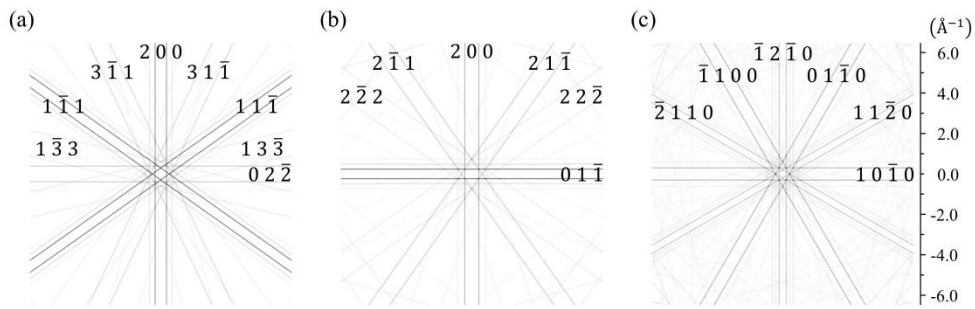 (a)
2 0 0
3 1̅ 1
3 1 1̅
1 1̅ 1
1 1 1̅
1 3̅ 3
1 3 3̅
0 2 2̅
(b)
2 0 0
2 1̅ 1
2 1 1̅
2 2̅ 2
2 2 2̅
0 1 1̅
(c)
1̅ 2 1̅ 0
1̅ 1 0 0
0 1 1̅ 0
2̅ 1 1 0
1 1 2̅ 0
1 0 1̅ 0
(Å⁻¹)
6.0
4.0
2.0
0.0
-2.0
-4.0
-6.0